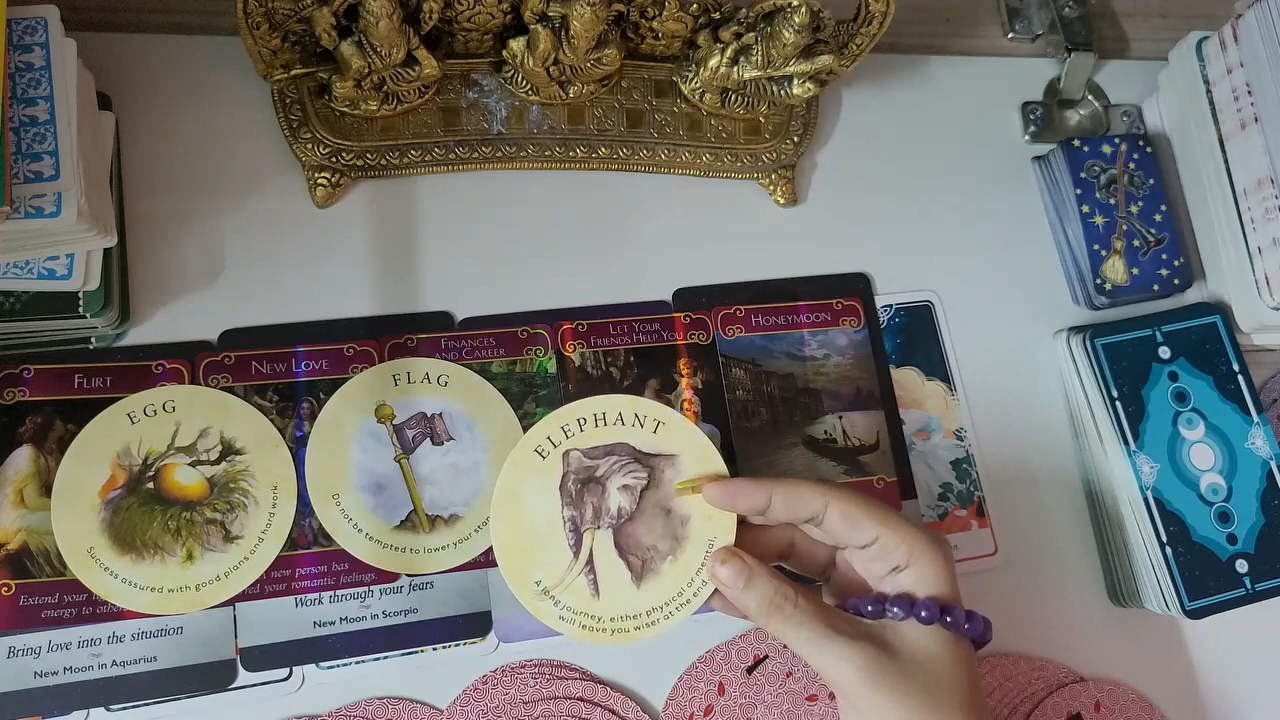 FLIRT
NEW LOVE
FINANCES
AND CAREER
LET YOUR
FRIENDS HELP YOU
HONEYMOON
EGG
Success assured with good plans and hard work.
FLAG
Do not be tempted to lower your
ELEPHANT
A long journey, either physical or mental,
will leave you wiser at the end.
Extend your
energy to
new person has
your romantic feelings.
Bring love into the situation
New Moon in Aquarius
Work through your fears
New Moon in Scorpio